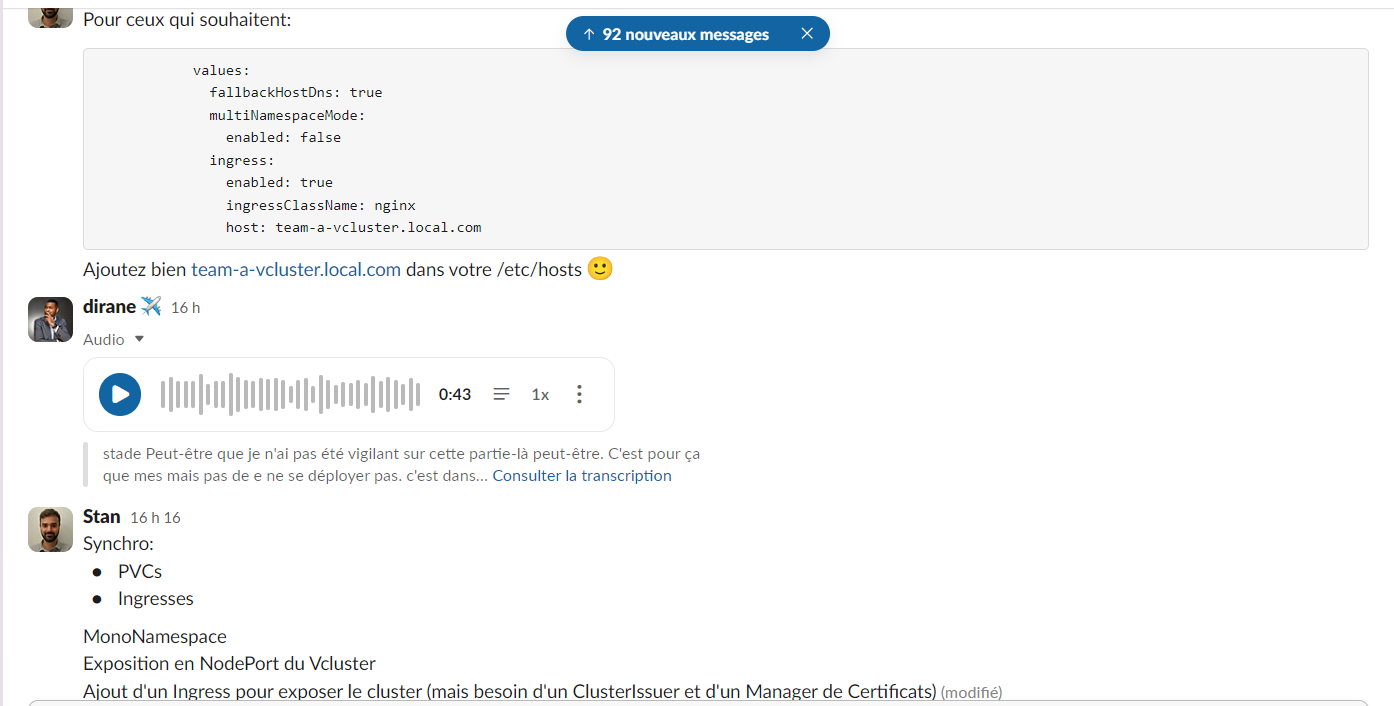 Pour ceux qui souhaitent:
↑ 92 nouveaux messages
values:
  fallbackHostDns: true
  multiNamespaceMode:
    enabled: false
  ingress:
    enabled: true
    ingressClassName: nginx
    host: team-a-vcluster.local.com
Ajoutez bien team-a-vcluster.local.com dans votre /etc/hosts 🙂
dirane ✈️ 16 h
Audio
0:43 1x
stade Peut-être que je n'ai pas été vigilant sur cette partie-là peut-être. C'est pour ça
que mes mais pas de e ne se déployer pas. c'est dans... Consulter la transcription
Stan 16 h 16
Synchro:
● PVCs
● Ingresses
MonoNamespace
Exposition en NodePort du Vcluster
Ajout d'un Ingress pour exposer le cluster (mais besoin d'un ClusterIssuer et d'un Manager de Certificats) (modifié)